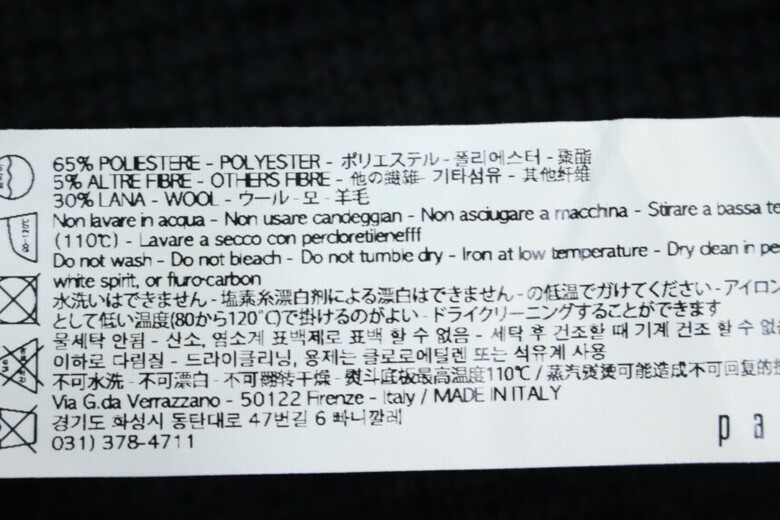 65% POLIESTERE - POLYESTER - ポリエステル - 폴리에스터 - 聚酯
5% ALTRE FIBRE - OTHERS FIBRE - 他の繊維 기타섬유 - 其他纤维
30% LANA - WOOL - ウール - 모 - 羊毛
Non lavare in acqua - Non usare candeggian - Non asciugare a macchina - Stirare a bassa te
(110℃) - Lavare a secco con percloretilenefff
Do not wash - Do not bleach - Do not tumble dry - Iron at low temperature - Dry clean in pe
white spirit, or fluro-carbon
水洗いはできません - 塩素系漂白剤による漂白はできません - の低温でがけてください - アイロン
として低い温度(80から120℃)で掛けるのがよい - ドライクリーニングすることができます
물세탁 안됨 - 산소, 염소계 표백제로 표백 할 수 없음 - 세탁 후 건조할 때 기계 건조 할 수 없
이하로 다림질 - 드라이클리닝, 용제는 클로로에틸렌 또는 석유계 사용
不可水洗 - 不可漂白 - 不可翻转干燥 - 熨斗底板最高温度110℃ / 蒸汽熨烫可能造成不可回复的
Via G.da Verrazzano - 50122 Firenze - Italy / MADE IN ITALY
경기도 화성시 동탄대로 47번길 6 빠니깔레
031) 378-4711
p a